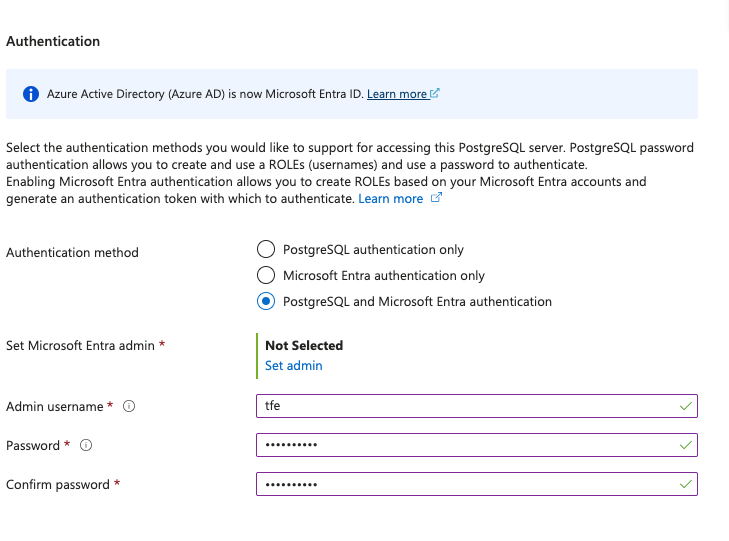 Authentication
Azure Active Directory (Azure AD) is now Microsoft Entra ID. Learn more
Select the authentication methods you would like to support for accessing this PostgreSQL server. PostgreSQL password
authentication allows you to create and use a ROLEs (usernames) and use a password to authenticate.
Enabling Microsoft Entra authentication allows you to create ROLEs based on your Microsoft Entra accounts and
generate an authentication token with which to authenticate. Learn more
Authentication method
PostgreSQL authentication only
Microsoft Entra authentication only
PostgreSQL and Microsoft Entra authentication
Set Microsoft Entra admin *
Not Selected
Set admin
Admin username *
tfe
Password *
••••••••••
Confirm password *
••••••••••